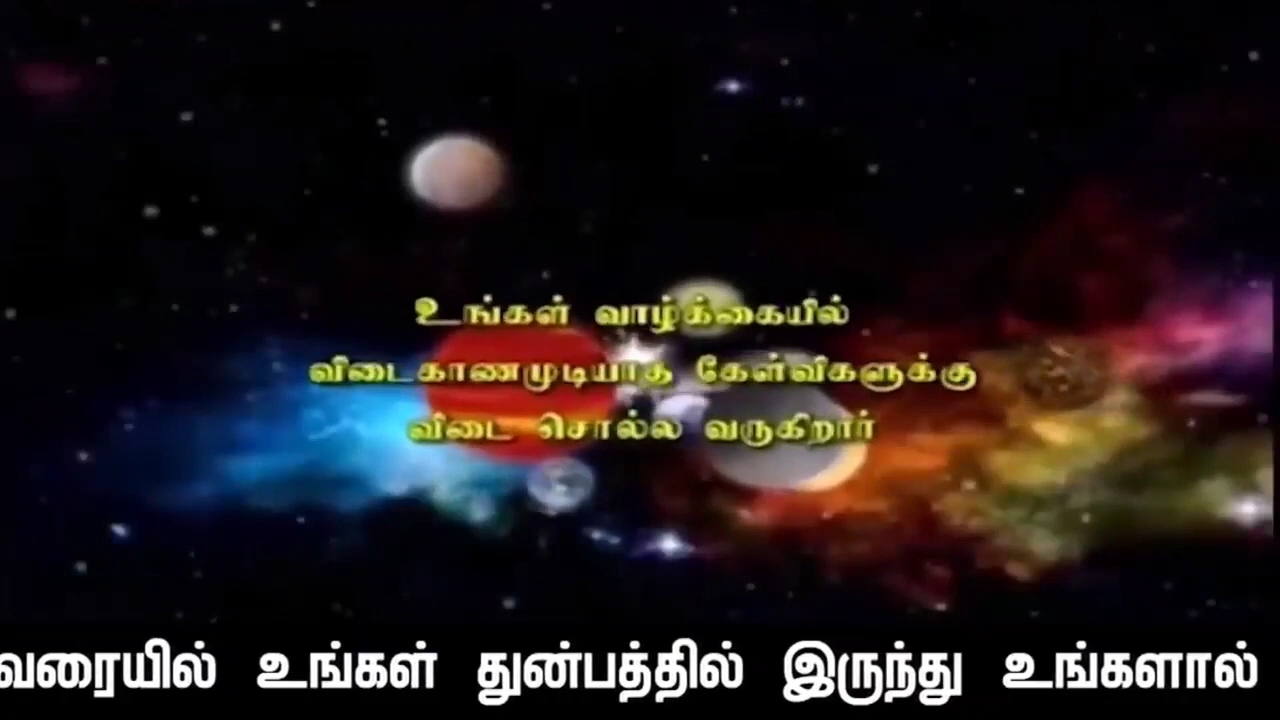 உங்கள் வாழ்க்கையில்
விடைகாணமுடியாத கேள்விகளுக்கு
விடை சொல்ல வருகிறார்
வரையில் உங்கள் துன்பத்தில் இருந்து உங்களால்